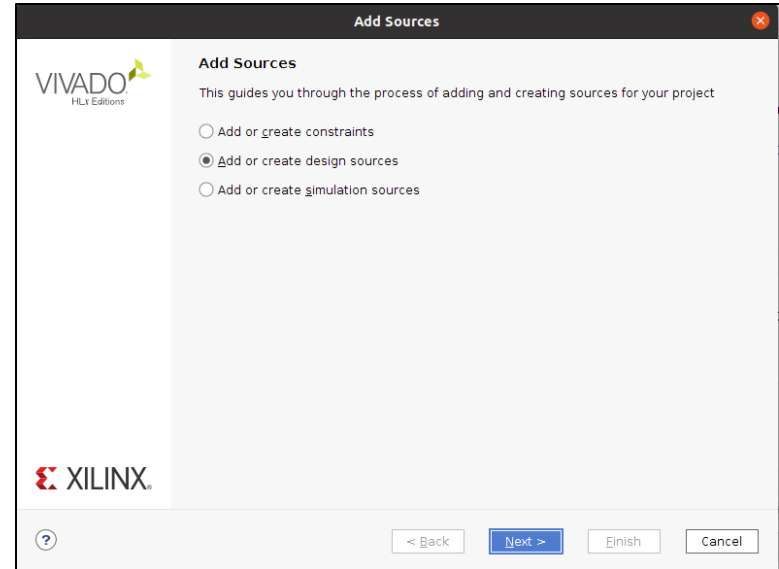 Add Sources
VIVADO
HLx Editions
Add Sources
This guides you through the process of adding and creating sources for your project
Add or create constraints
Add or create design sources
Add or create simulation sources
XILINX
?
< Back
Next >
Finish
Cancel